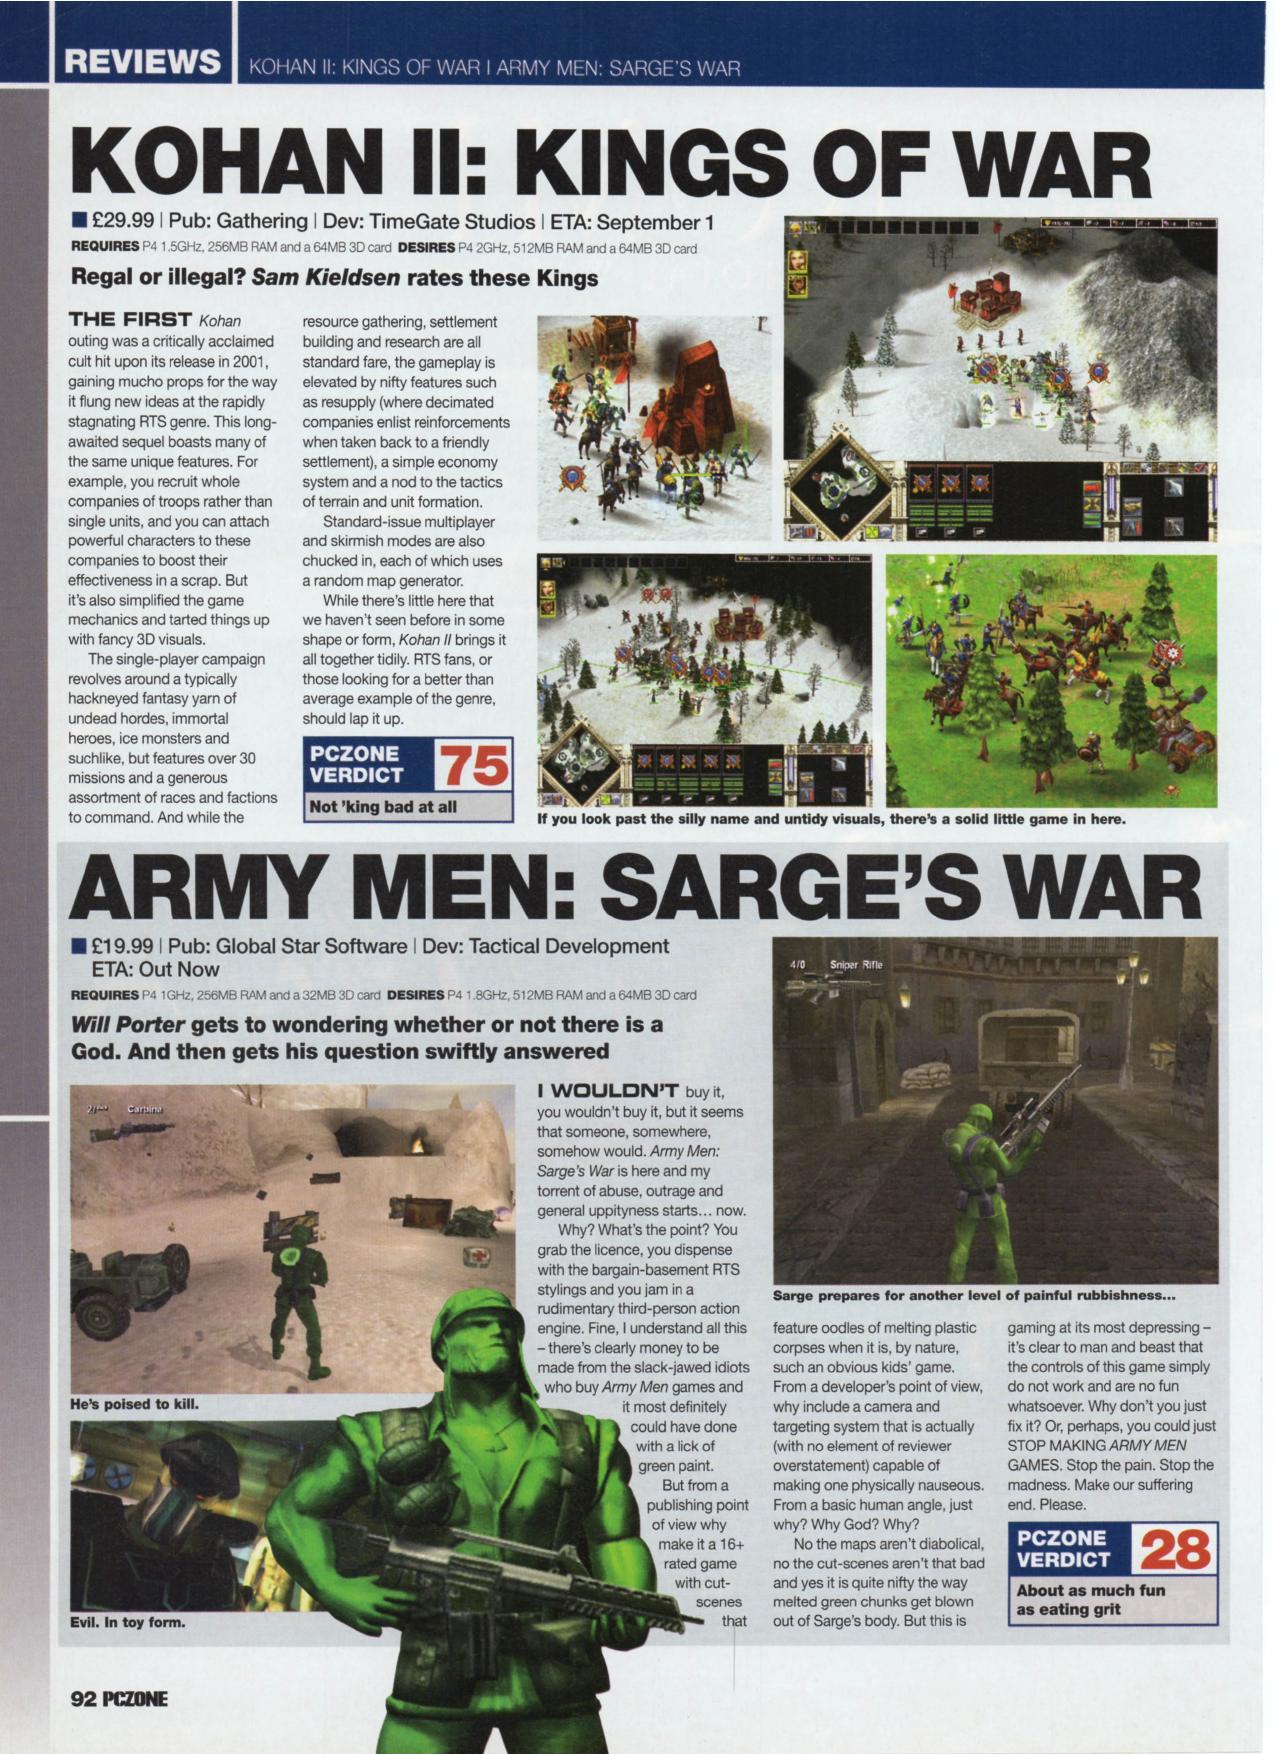 REVIEWS
KOHAN II: KINGS OF WAR | ARMY MEN: SARGE'S WAR
KOHAN II: KINGS OF WAR
£29.99 | Pub: Gathering | Dev: TimeGate Studios | ETA: September 1
REQUIRES P4 1.5GHz, 256MB RAM and a 64MB 3D card DESIRES P4 2GHz, 512MB RAM and a 64MB 3D card
Regal or illegal? Sam Kieldsen rates these Kings
THE FIRST Kohan
outing was a critically acclaimed
cult hit upon its release in 2001,
gaining mucho props for the way
it flung new ideas at the rapidly
stagnating RTS genre. This long-
awaited sequel boasts many of
the same unique features. For
example, you recruit whole
companies of troops rather than
single units, and you can attach
powerful characters to these
companies to boost their
effectiveness in a scrap. But
it's also simplified the game
mechanics and tarted things up
with fancy 3D visuals.
The single-player campaign
revolves around a typically
hackneyed fantasy yarn of
undead hordes, immortal
heroes, ice monsters and
suchlike, but features over 30
missions and a generous
assortment of races and factions
to command. And while the
resource gathering, settlement
building and research are all
standard fare, the gameplay is
elevated by nifty features such
as resupply (where decimated
companies enlist reinforcements
when taken back to a friendly
settlement), a simple economy
system and a nod to the tactics
of terrain and unit formation.
Standard-issue multiplayer
and skirmish modes are also
chucked in, each of which uses
a random map generator.
While there's little here that
we haven't seen before in some
shape or form, Kohan II brings it
all together tidily. RTS fans, or
those looking for a better than
average example of the genre,
should lap it up.
PCZONE
VERDICT
75
Not 'king bad at all
If you look past the silly name and untidy visuals, there's a solid little game in here.
ARMY MEN: SARGE'S WAR
£19.99 | Pub: Global Star Software | Dev: Tactical Development
ETA: Out Now
REQUIRES P4 1GHz, 256MB RAM and a 32MB 3D card DESIRES P4 1.8GHz, 512MB RAM and a 64MB 3D card
Will Porter gets to wondering whether or not there is a
God. And then gets his question swiftly answered
Carbine
He's poised to kill.
Evil. In toy form.
I WOULDN'T buy it,
you wouldn't buy it, but it seems
that someone, somewhere,
somehow would. Army Men:
Sarge's War is here and my
torrent of abuse, outrage and
general uppityness starts... now.
Why? What's the point? You
grab the licence, you dispense
with the bargain-basement RTS
stylings and you jam in a
rudimentary third-person action
engine. Fine, I understand all this
– there's clearly money to be
made from the slack-jawed idiots
who buy Army Men games and
it most definitely
could have done
with a lick of
green paint.
But from a
publishing point
of view why
make it a 16+
rated game
with cut-
scenes
that
4/0 Sniper Rifle
Sarge prepares for another level of painful rubbishness...
feature oodles of melting plastic
corpses when it is, by nature,
such an obvious kids' game.
From a developer's point of view,
why include a camera and
targeting system that is actually
(with no element of reviewer
overstatement) capable of
making one physically nauseous.
From a basic human angle, just
why? Why God? Why?
No the maps aren't diabolical,
no the cut-scenes aren't that bad
and yes it is quite nifty the way
melted green chunks get blown
out of Sarge's body. But this is
gaming at its most depressing –
it's clear to man and beast that
the controls of this game simply
do not work and are no fun
whatsoever. Why don't you just
fix it? Or, perhaps, you could just
STOP MAKING ARMY MEN
GAMES. Stop the pain. Stop the
madness. Make our suffering
end. Please.
PCZONE
VERDICT
28
About as much fun
as eating grit
92 PCZONE